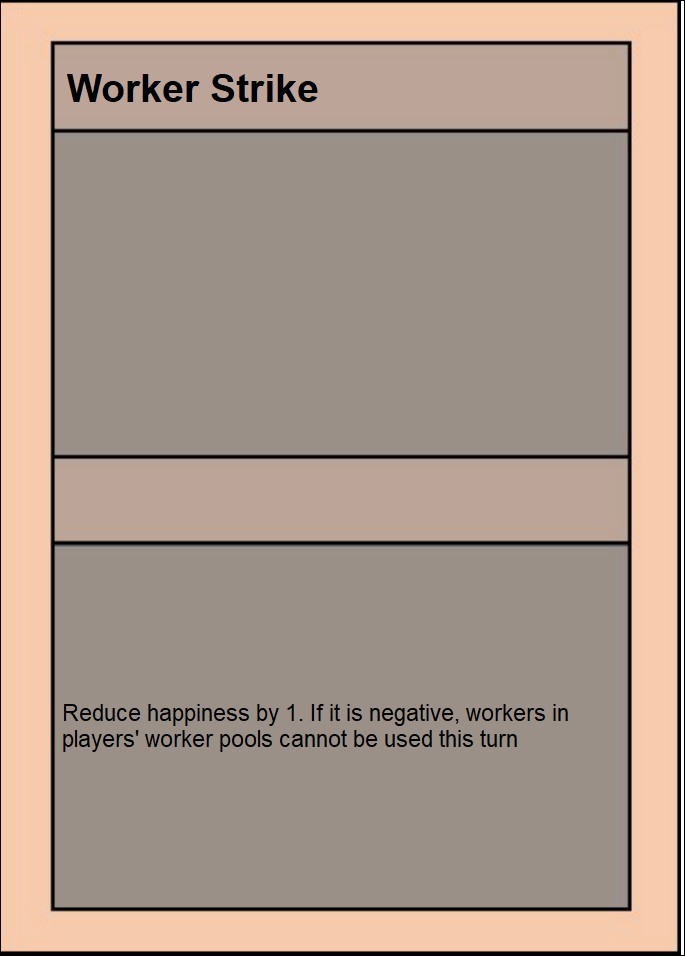 Worker Strike
Reduce happiness by 1. If it is negative, workers in
players' worker pools cannot be used this turn